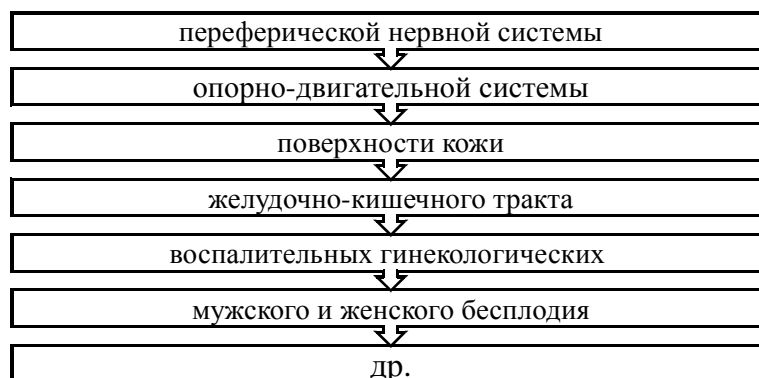 переферической нервной системы
опорно-двигательной системы
поверхности кожи
желудочно-кишечного тракта
воспалительных гинекологических
мужского и женского бесплодия
др.